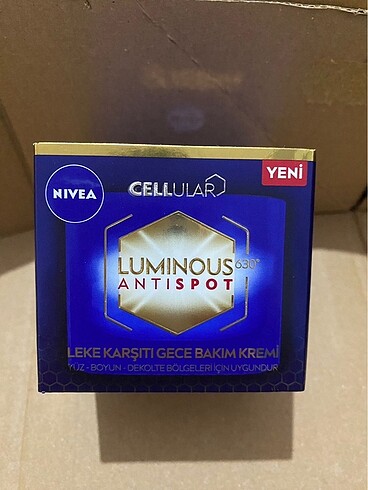 YENİ
NIVEA
CELLULAR
LUMINOUS 630°
ANTISPOT
LEKE KARŞITI GECE BAKIM KREMİ
YÜZ - BOYUN - DEKOLTE BÖLGELERİ İÇİN UYGUNDUR